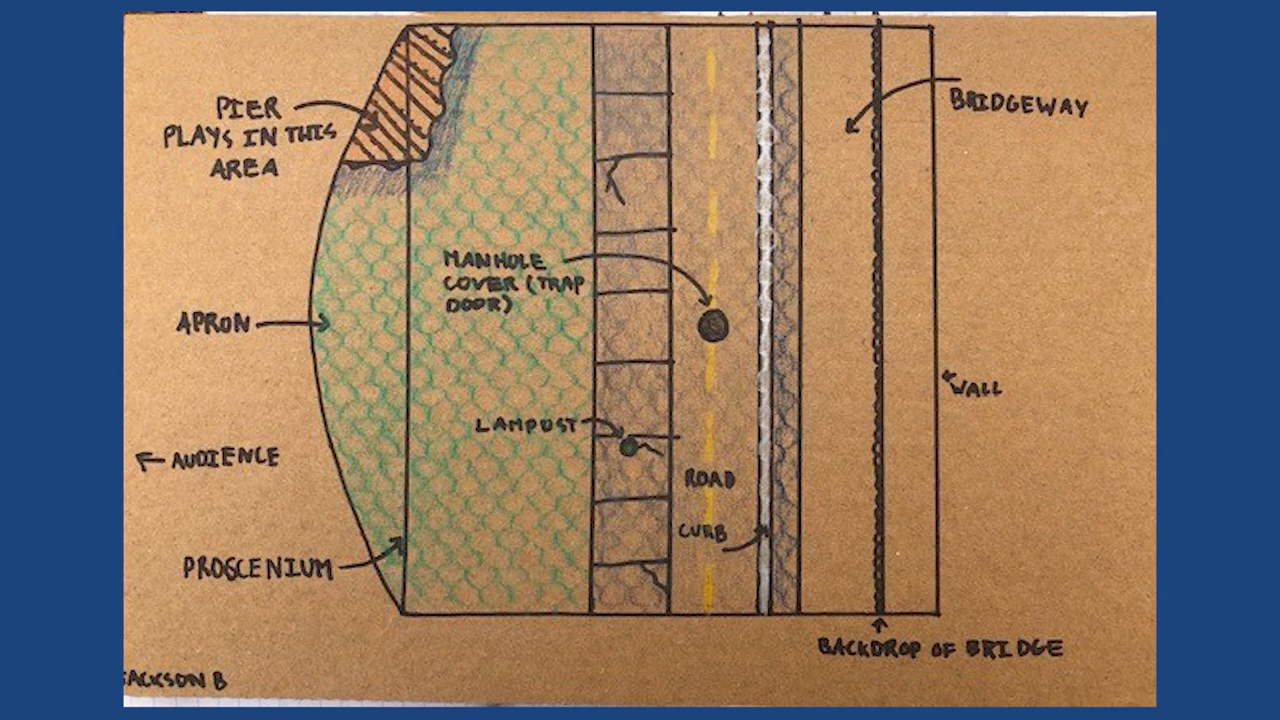 PIER
PLAYS IN THIS
AREA
BRIDGEWAY
MANHOLE
COVER (TRAP
DOOR)
APRON
WALL
LAMPOST
AUDIENCE
ROAD
CURB
PROSCENIUM
BACKDROP OF BRIDGE
JACKSON B